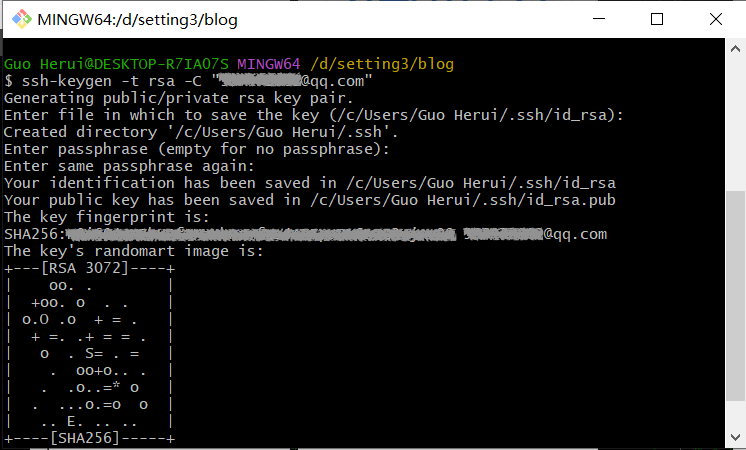 MINGW64:/d/setting3/blog
Guo Herui@DESKTOP-R7IAO7S MINGW64 /d/setting3/blog
$ ssh-keygen -t rsa -C "@qq.com"
Generating public/private rsa key pair.
Enter file in which to save the key (/c/Users/Guo Herui/.ssh/id_rsa):
Created directory '/c/Users/Guo Herui/.ssh'.
Enter passphrase (empty for no passphrase):
Enter same passphrase again:
Your identification has been saved in /c/Users/Guo Herui/.ssh/id_rsa
Your public key has been saved in /c/Users/Guo Herui/.ssh/id_rsa.pub
The key fingerprint is:
SHA256: @qq.com
The key's randomart image is:
+---[RSA 3072]----+
|    oo. .        |
|  +oo. o  . .    |
| o.O .o  + = .   |
|  + =. .+ = = .  |
|   o  . S= . =   |
|    .  oo+o.. .  |
|   .  .o..=* o   |
|  .  ...o.=o  o  |
|   .. E. .. ..   |
+----[SHA256]-----+